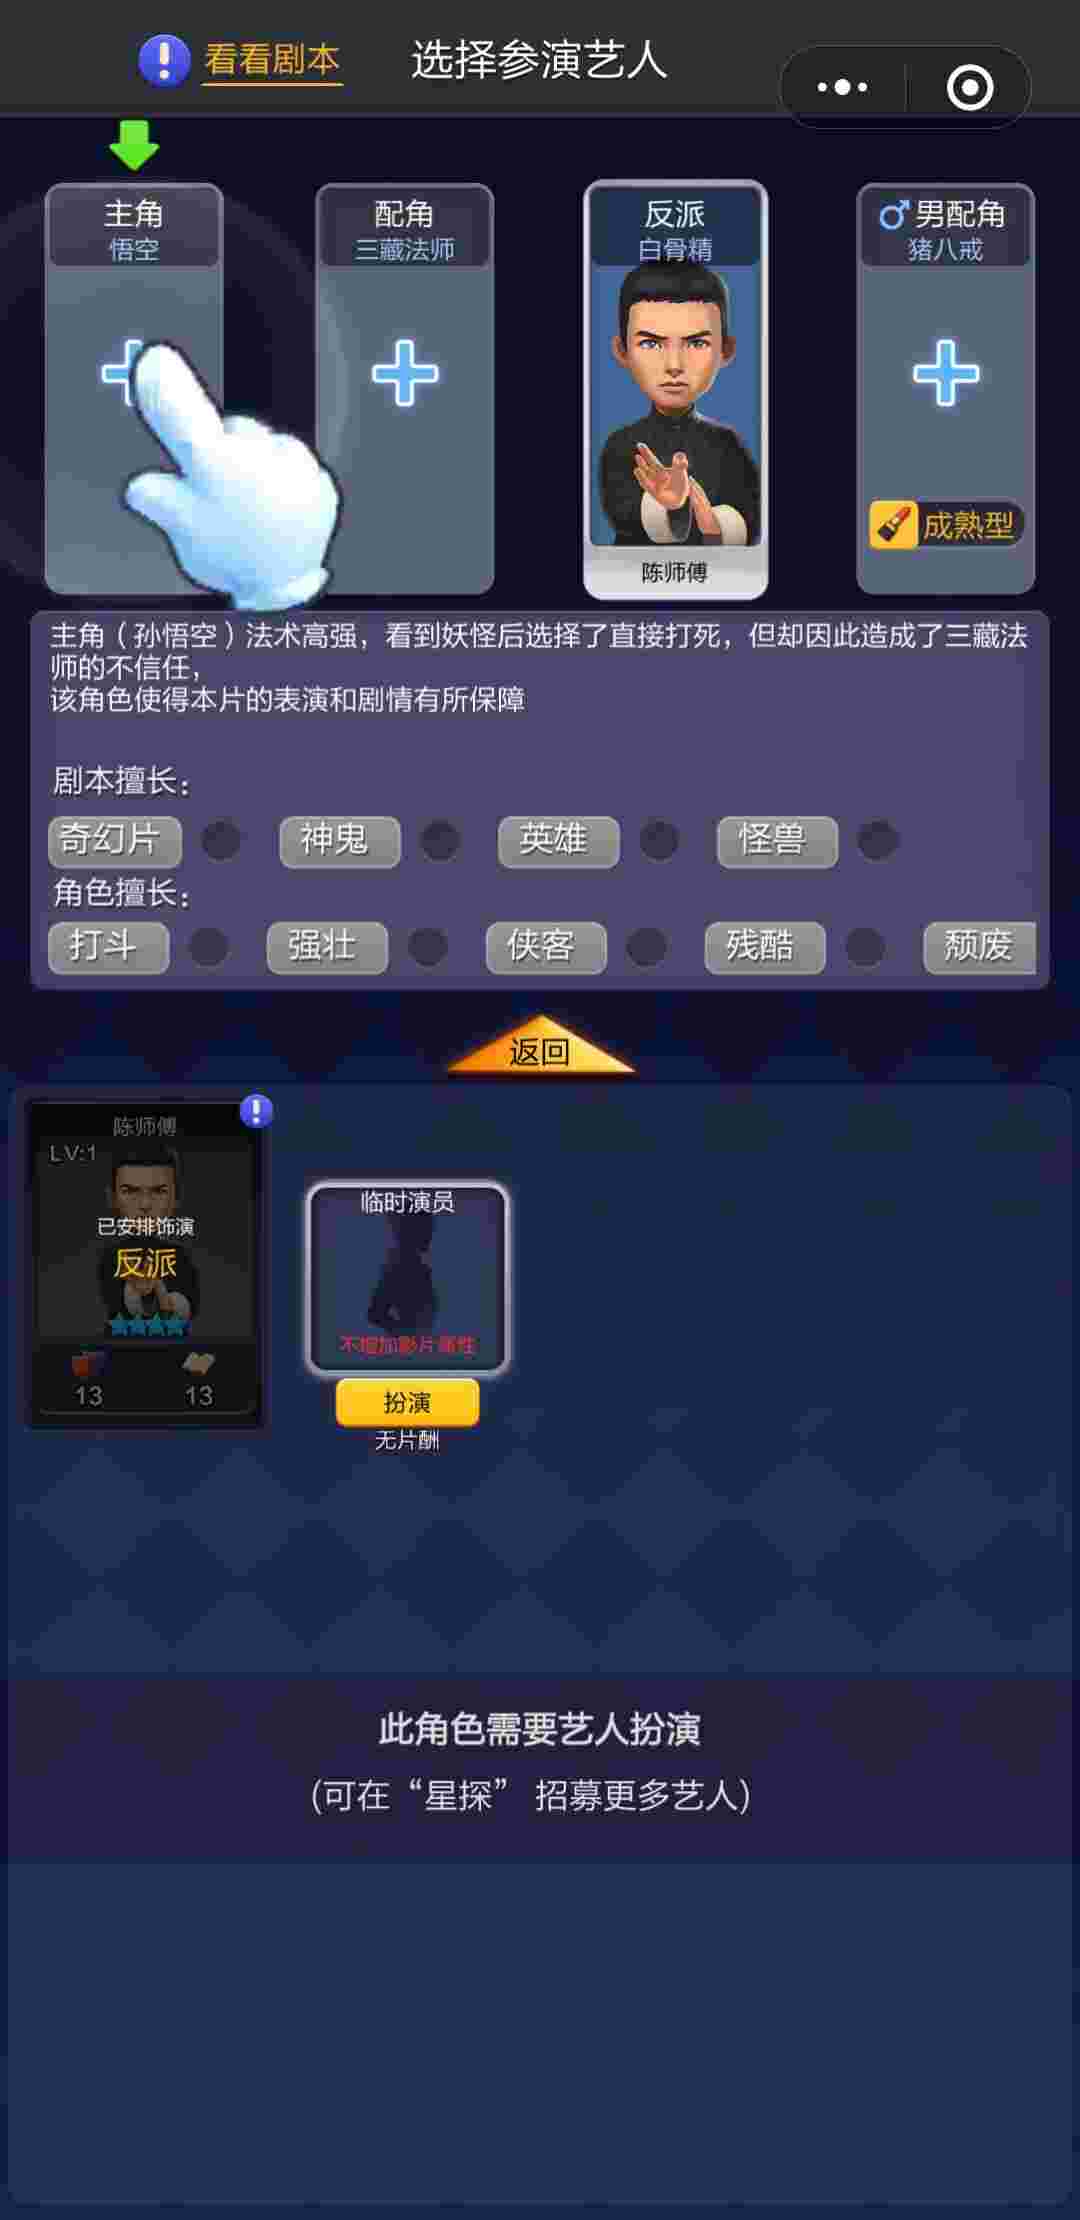 看看剧本
选择参演艺人
主角
悟空
配角
三藏法师
反派
白骨精
男配角
猪八戒
成熟型
陈师傅
主角（孙悟空）法术高强，看到妖怪后选择了直接打死，但却因此造成了三藏法
师的不信任，
该角色使得本片的表演和剧情有所保障
剧本擅长：
奇幻片 神鬼 英雄 怪兽
角色擅长：
打斗 强壮 侠客 残酷 颓废
返回
陈师傅
LV:1
已安排饰演
反派
13 13
临时演员
不增加影片属性
扮演
无片酬
此角色需要艺人扮演
(可在“星探” 招募更多艺人)